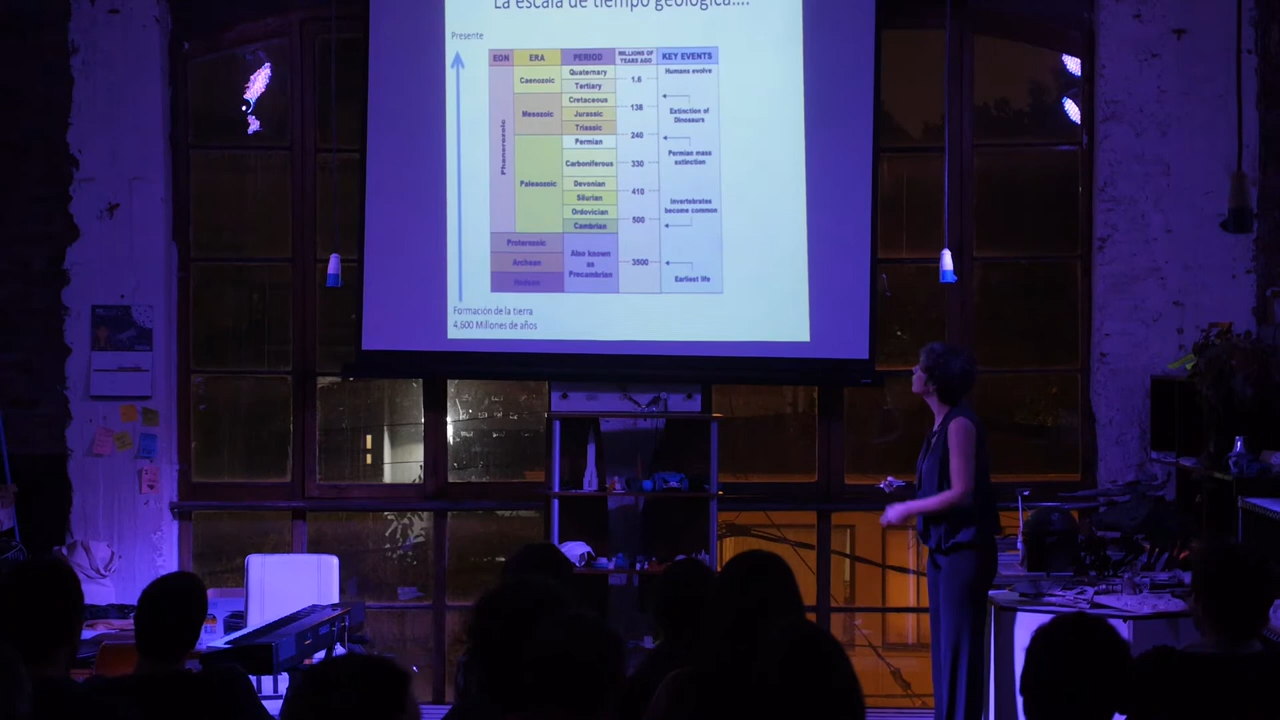 La escala de tiempo geológica....
Presente
EON ERA PERIOD MILLIONS OF YEARS AGO KEY EVENTS
Phanerozoic
Caenozoic
Mesozoic
Paleozoic
Quaternary
Tertiary
Cretaceous
Jurassic
Triassic
Permian
Carboniferous
Devonian
Silurian
Ordovician
Cambrian
Proterozoic
Archean
Hadean
Also known
as
Precambrian
1.6
138
240
330
410
500
3500
Humans evolve
Extinction of
Dinosaurs
Permian mass
extinction
Invertebrates
become common
Earliest life
Formación de la tierra
4,600 Millones de años